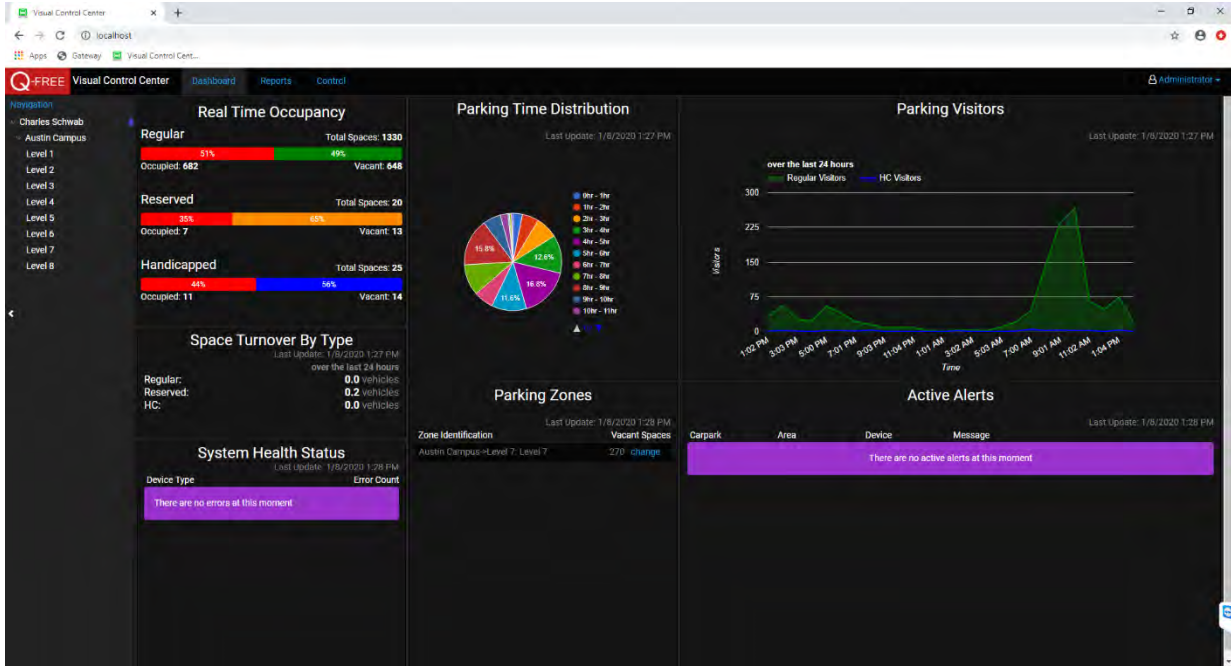 Visual Control Center
localhost
Apps Gateway Visual Control Cent...
Q-FREE Visual Control Center Dashboard Reports Control Administrator
Navigation
Charles Schwab
Austin Campus
Level 1
Level 2
Level 3
Level 4
Level 5
Level 6
Level 7
Level 8
Real Time Occupancy
Regular Total Spaces: 1330
51% 49%
Occupied: 682 Vacant: 648
Reserved Total Spaces: 20
35% 65%
Occupied: 7 Vacant: 13
Handicapped Total Spaces: 25
44% 56%
Occupied: 11 Vacant: 14
Space Turnover By Type
Last Update: 1/8/2020 1:27 PM
over the last 24 hours
Regular: 0.0 vehicles
Reserved: 0.2 vehicles
HC: 0.0 vehicles
System Health Status
Last Update: 1/8/2020 1:28 PM
Device Type Error Count
There are no errors at this moment
Parking Time Distribution
Last Update: 1/8/2020 1:27 PM
15.8%
12.6%
16.8%
11.6%
0hr - 1hr
1hr - 2hr
2hr - 3hr
3hr - 4hr
4hr - 5hr
5hr - 6hr
6hr - 7hr
7hr - 8hr
8hr - 9hr
9hr - 10hr
10hr - 11hr
Parking Zones
Last Update: 1/8/2020 1:28 PM
Zone Identification Vacant Spaces
Austin Campus->Level 7: Level 7 270 change
Parking Visitors
Last Update: 1/8/2020 1:27 PM
over the last 24 hours
Regular Visitors HC Visitors
300
225
150
75
0
Visitors
1:02 PM 3:03 PM 5:00 PM 7:01 PM 9:03 PM 11:04 PM 1:01 AM 3:02 AM 5:03 AM 7:00 AM 9:01 AM 11:02 AM 1:04 PM
Time
Active Alerts
Last Update: 1/8/2020 1:28 PM
Carpark Area Device Message
There are no active alerts at this moment